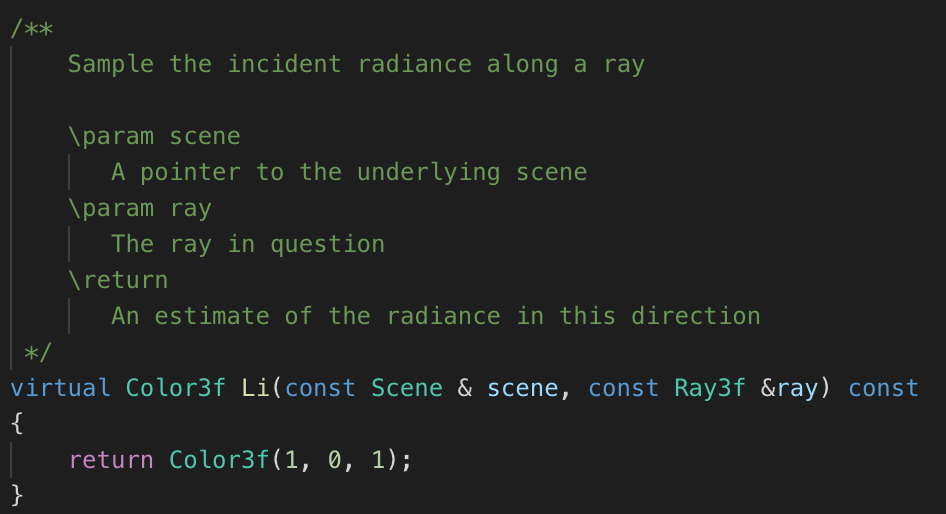 /**
    Sample the incident radiance along a ray

    \param scene
       A pointer to the underlying scene
    \param ray
       The ray in question
    \return
       An estimate of the radiance in this direction
 */
virtual Color3f Li(const Scene & scene, const Ray3f &ray) const
{
    return Color3f(1, 0, 1);
}